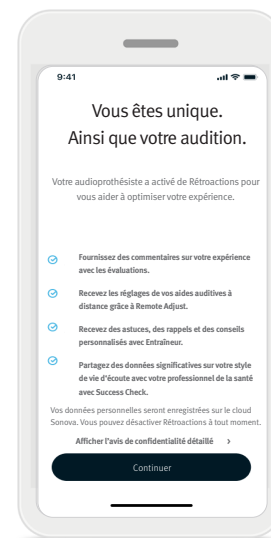 9:41
Vous êtes unique.
Ainsi que votre audition.
Votre audioprothésiste a activé de Rétroactions pour
vous aider à optimiser votre expérience.
Fournissez des commentaires sur votre expérience
avec les évaluations.
Recevez les réglages de vos aides auditives à
distance grâce à Remote Adjust.
Recevez des astuces, des rappels et des conseils
personnalisés avec Entraîneur.
Partagez des données significatives sur votre style
de vie d'écoute avec votre professionnel de la santé
avec Success Check.
Vos données personnelles seront enregistrées sur le cloud
Sonova. Vous pouvez désactiver Rétroactions à tout moment.
Afficher l'avis de confidentialité détaillé ›
Continuer